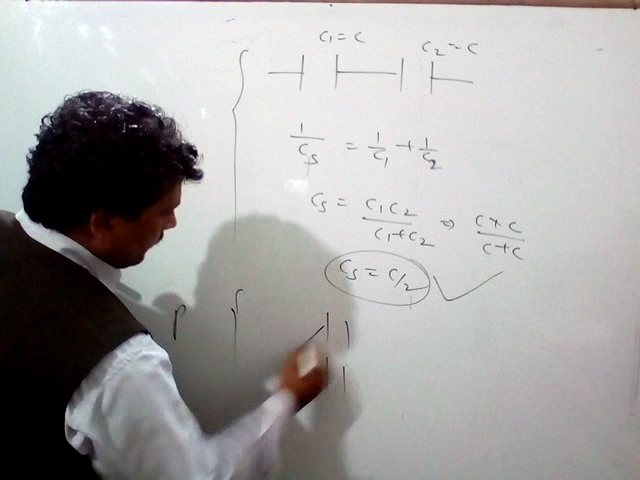 C₁ = C C₂ = C
1/Cs = 1/C₁ + 1/C₂
Cs = C₁C₂/C₁+C₂ ⇒ C×C/C+C
Cs = C/2
P